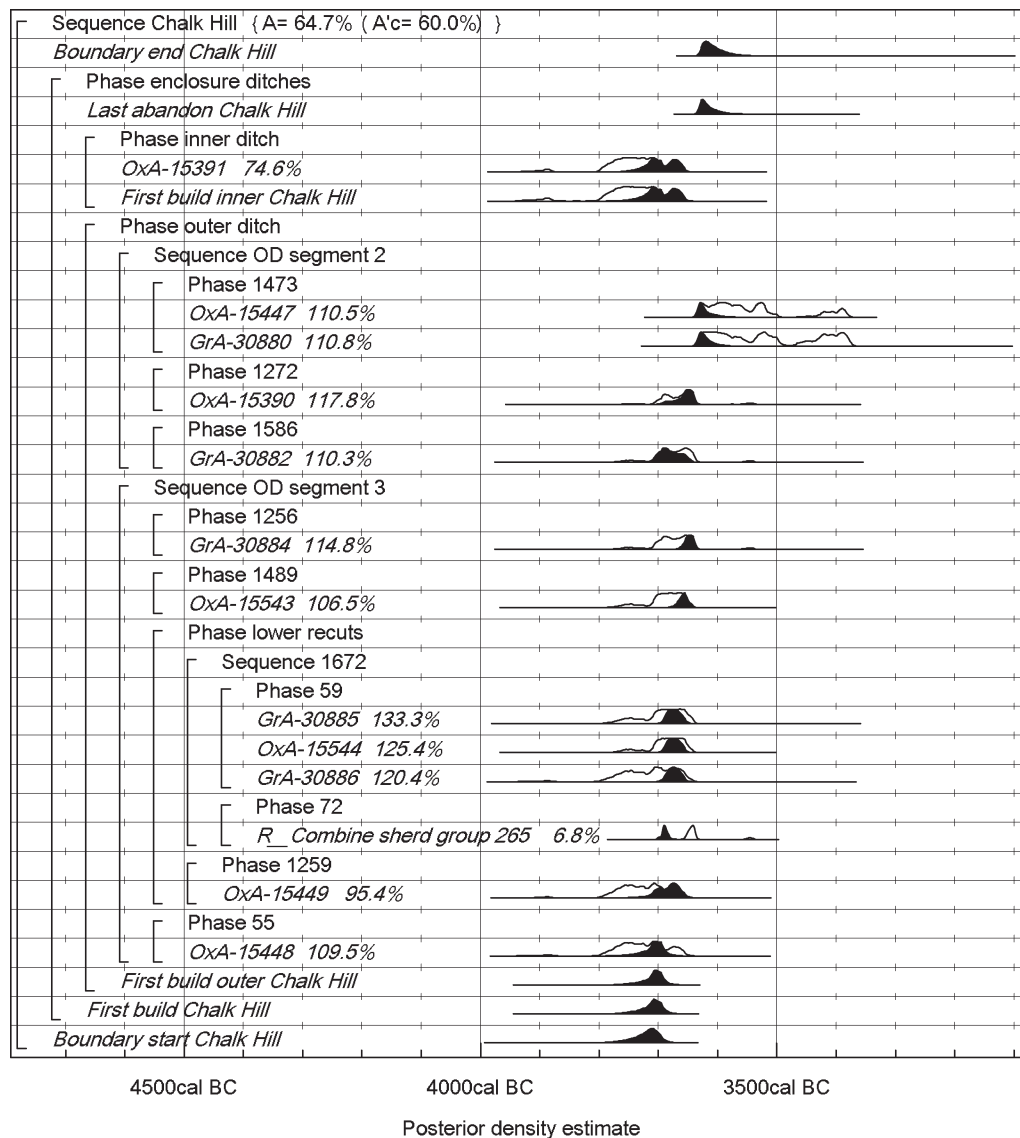 Sequence Chalk Hill { A= 64.7% ( A'c= 60.0% ) }
Boundary end Chalk Hill
Phase enclosure ditches
Last abandon Chalk Hill
Phase inner ditch
OxA-15391 74.6%
First build inner Chalk Hill
Phase outer ditch
Sequence OD segment 2
Phase 1473
OxA-15447 110.5%
GrA-30880 110.8%
Phase 1272
OxA-15390 117.8%
Phase 1586
GrA-30882 110.3%
Sequence OD segment 3
Phase 1256
GrA-30884 114.8%
Phase 1489
OxA-15543 106.5%
Phase lower recuts
Sequence 1672
Phase 59
GrA-30885 133.3%
OxA-15544 125.4%
GrA-30886 120.4%
Phase 72
R__Combine sherd group 265 6.8%
Phase 1259
OxA-15449 95.4%
Phase 55
OxA-15448 109.5%
First build outer Chalk Hill
First build Chalk Hill
Boundary start Chalk Hill
4500cal BC 4000cal BC 3500cal BC
Posterior density estimate